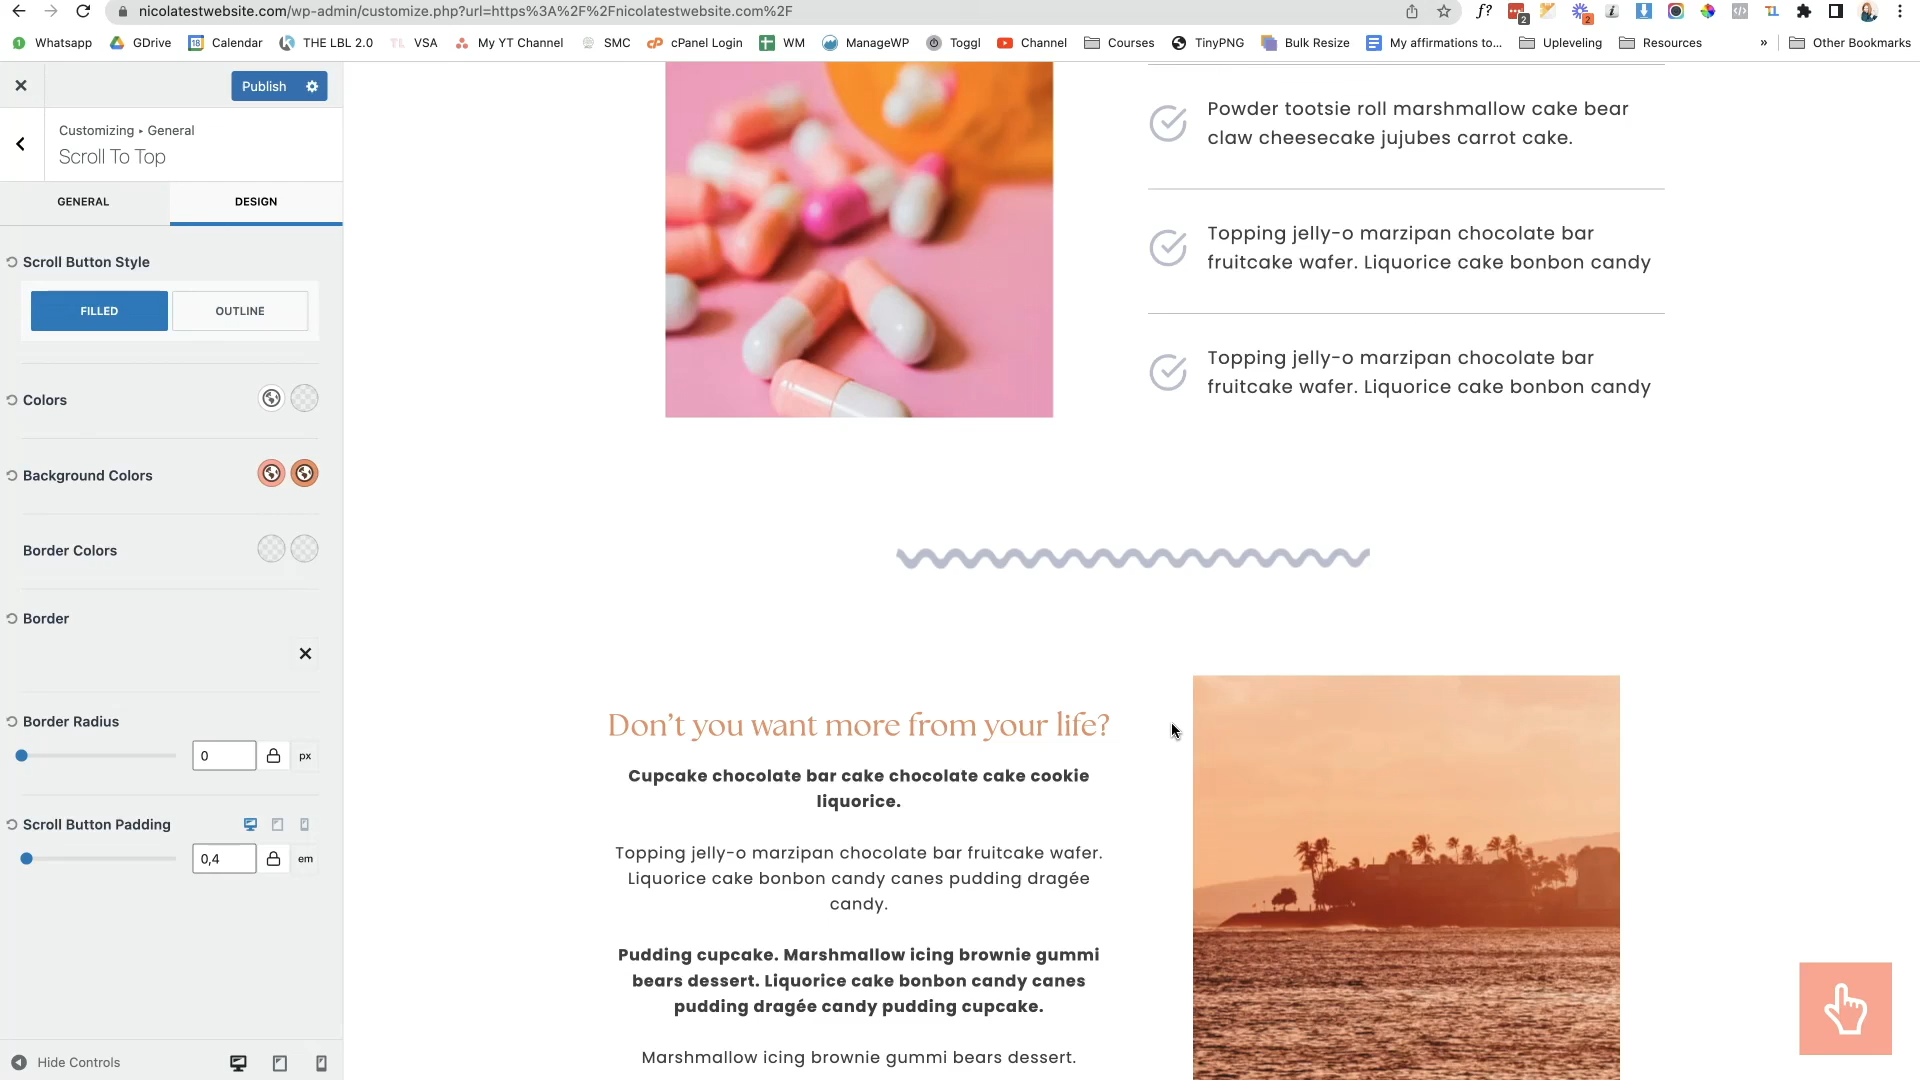 nicolatestwebsite.com/wp-admin/customize.php?url=https%3A%2F%2Fnicolatestwebsite.com%2F
f?
2
2
Whatsapp
GDrive
18
Calendar
THE LBL 2.0
TL
VSA
My YT Channel
SMC
cPanel Login
WM
ManageWP
Toggl
Channel
Courses
TinyPNG
Bulk Resize
My affirmations to...
Upleveling
Resources
»
Other Bookmarks
Publish
Customizing ▸ General
Scroll To Top
GENERAL
DESIGN
Scroll Button Style
FILLED
OUTLINE
Colors
Background Colors
Border Colors
Border
Border Radius
0
px
Scroll Button Padding
0,4
em
Hide Controls
Powder tootsie roll marshmallow cake bear
claw cheesecake jujubes carrot cake.
Topping jelly-o marzipan chocolate bar
fruitcake wafer. Liquorice cake bonbon candy
Topping jelly-o marzipan chocolate bar
fruitcake wafer. Liquorice cake bonbon candy
Don't you want more from your life?
Cupcake chocolate bar cake chocolate cake cookie
liquorice.
Topping jelly-o marzipan chocolate bar fruitcake wafer.
Liquorice cake bonbon candy canes pudding dragée
candy.
Pudding cupcake. Marshmallow icing brownie gummi
bears dessert. Liquorice cake bonbon candy canes
pudding dragée candy pudding cupcake.
Marshmallow icing brownie gummi bears dessert.